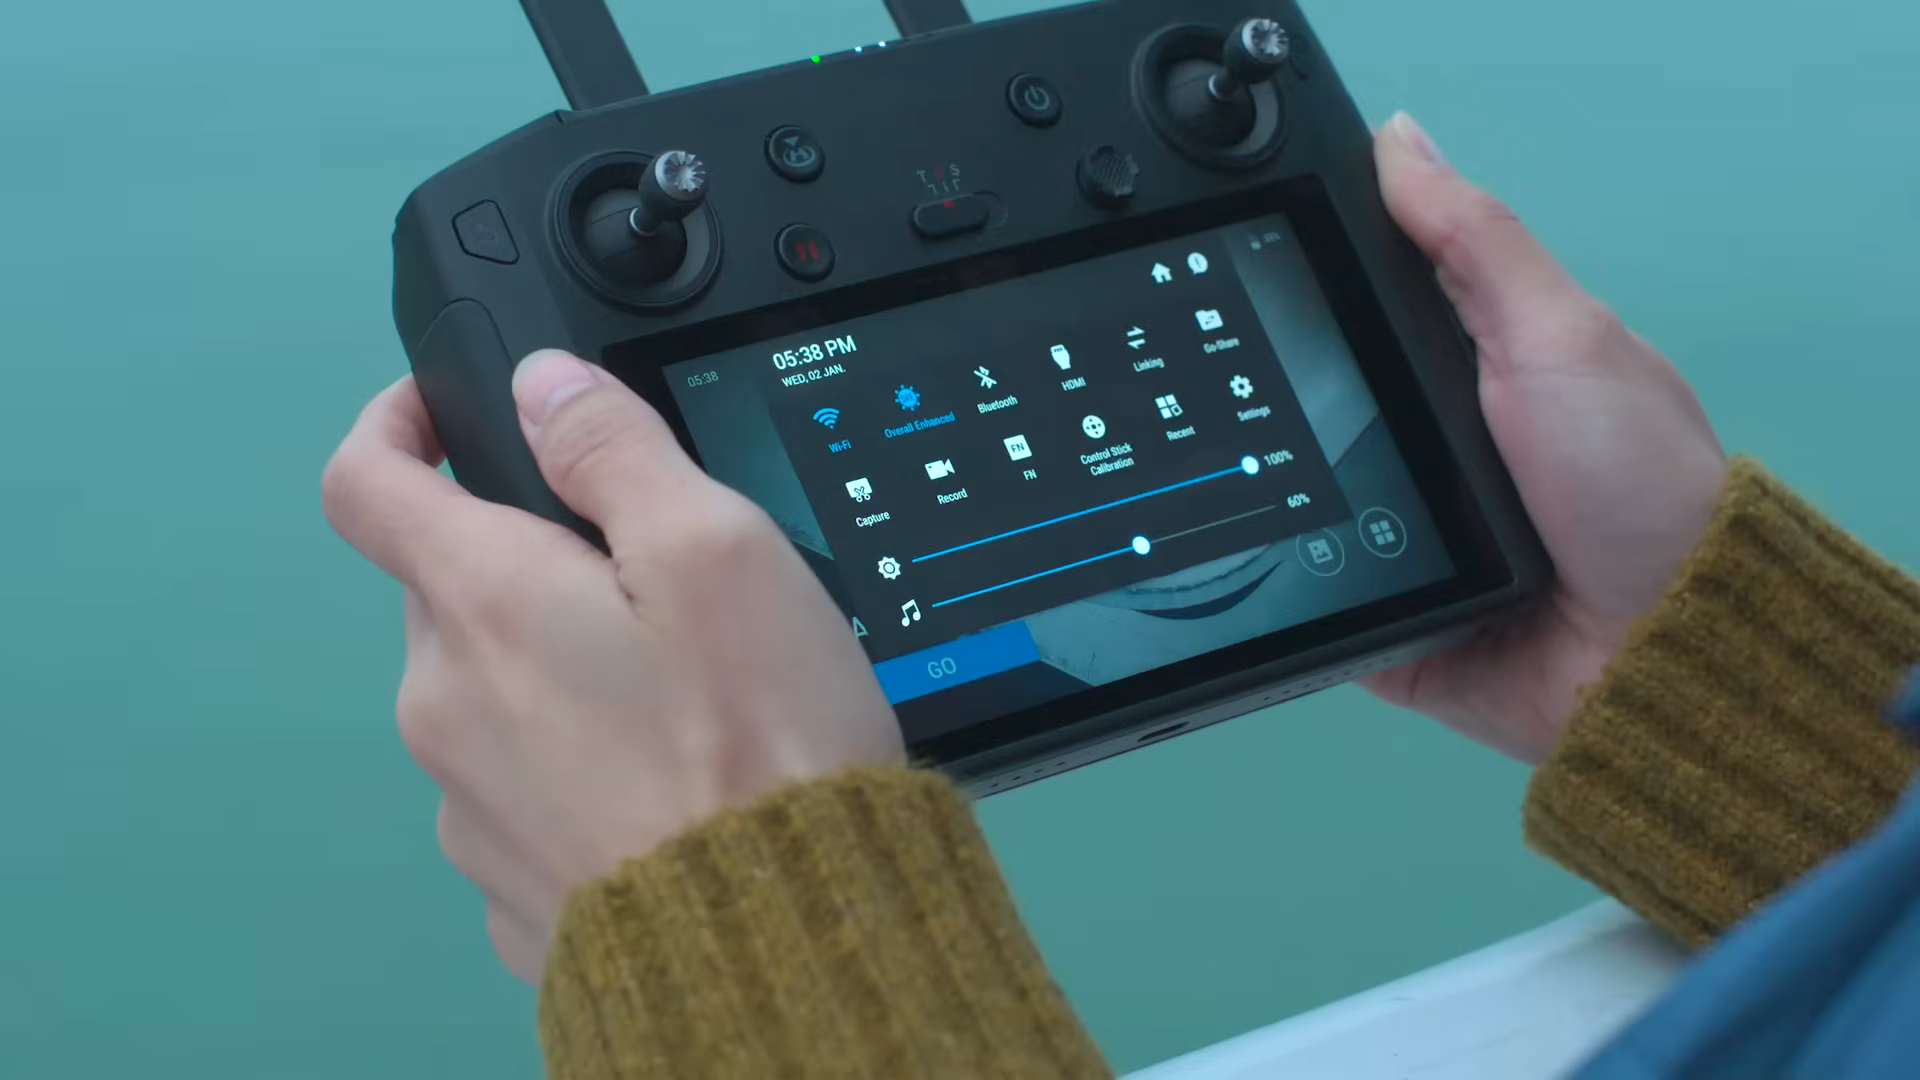 T S
05:38
05:38 PM
WED, 02 JAN.
Wi-Fi
Overall Enhanced
Bluetooth
HDMI
Linking
Go Share
Capture
Record
FN
FN
Control Stick
Calibration
Recent
Settings
100%
60%
GO